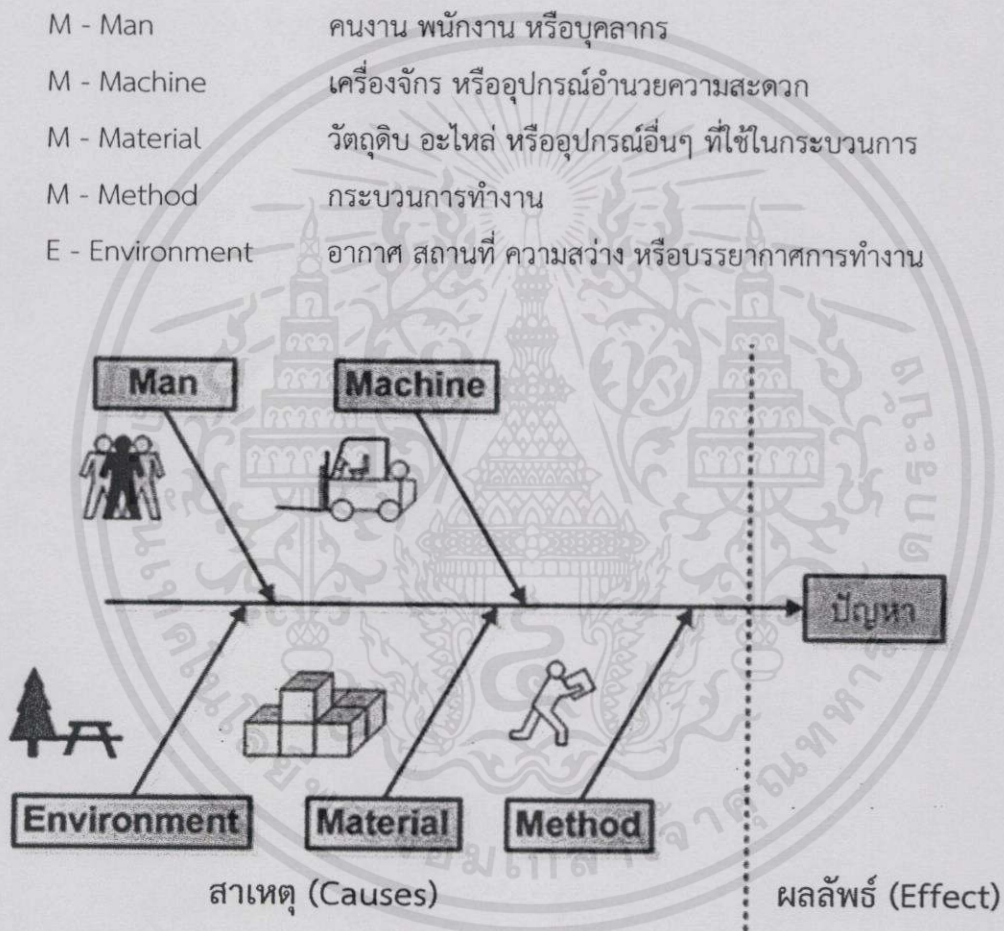 M - Man คนงาน พนักงาน หรือบุคลากร
M - Machine เครื่องจักร หรืออุปกรณ์อำนวยความสะดวก
M - Material วัตถุดิบ อะไหล่ หรืออุปกรณ์อื่นๆ ที่ใช้ในกระบวนการ
M - Method กระบวนการทำงาน
E - Environment อากาศ สถานที่ ความสว่าง หรือบรรยากาศการทำงาน
Man Machine
ปัญหา
Environment Material Method
สาเหตุ (Causes) ผลลัพธ์ (Effect)